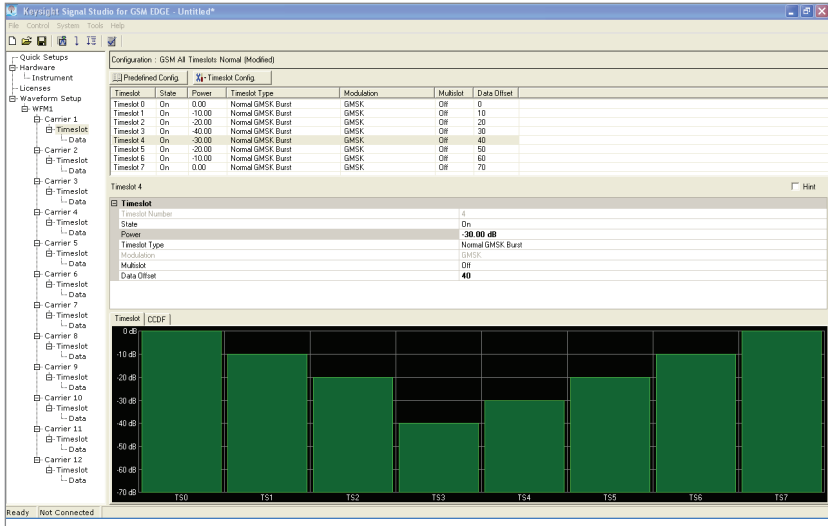 Keysight Signal Studio for GSM EDGE - Untitled*
File Control System Tools Help
Quick Setups
Hardware
Instrument
Licenses
Waveform Setup
WFM1
Carrier 1
Timeslot
Data
Carrier 2
Timeslot
Data
Carrier 3
Timeslot
Data
Carrier 4
Timeslot
Data
Carrier 5
Timeslot
Data
Carrier 6
Timeslot
Data
Carrier 7
Timeslot
Data
Carrier 8
Timeslot
Data
Carrier 9
Timeslot
Data
Carrier 10
Timeslot
Data
Carrier 11
Timeslot
Data
Carrier 12
Timeslot
Data
Configuration : GSM All Timeslots Normal (Modified)
Predefined Config. Timeslot Config.
Timeslot State Power Timeslot Type Modulation Multislot Data Offset
Timeslot 0 On 0.00 Normal GMSK Burst GMSK Off 0
Timeslot 1 On -10.00 Normal GMSK Burst GMSK Off 10
Timeslot 2 On -20.00 Normal GMSK Burst GMSK Off 20
Timeslot 3 On -40.00 Normal GMSK Burst GMSK Off 30
Timeslot 4 On -30.00 Normal GMSK Burst GMSK Off 40
Timeslot 5 On -20.00 Normal GMSK Burst GMSK Off 50
Timeslot 6 On -10.00 Normal GMSK Burst GMSK Off 60
Timeslot 7 On 0.00 Normal GMSK Burst GMSK Off 70
Timeslot 4 Hint
Timeslot
Timeslot Number 4
State On
Power -30.00 dB
Timeslot Type Normal GMSK Burst
Modulation GMSK
Multislot Off
Data Offset 40
Timeslot CCDF
0 dB
-10 dB
-20 dB
-30 dB
-40 dB
-50 dB
-60 dB
-70 dB
TS0 TS1 TS2 TS3 TS4 TS5 TS6 TS7
Ready Not Connected